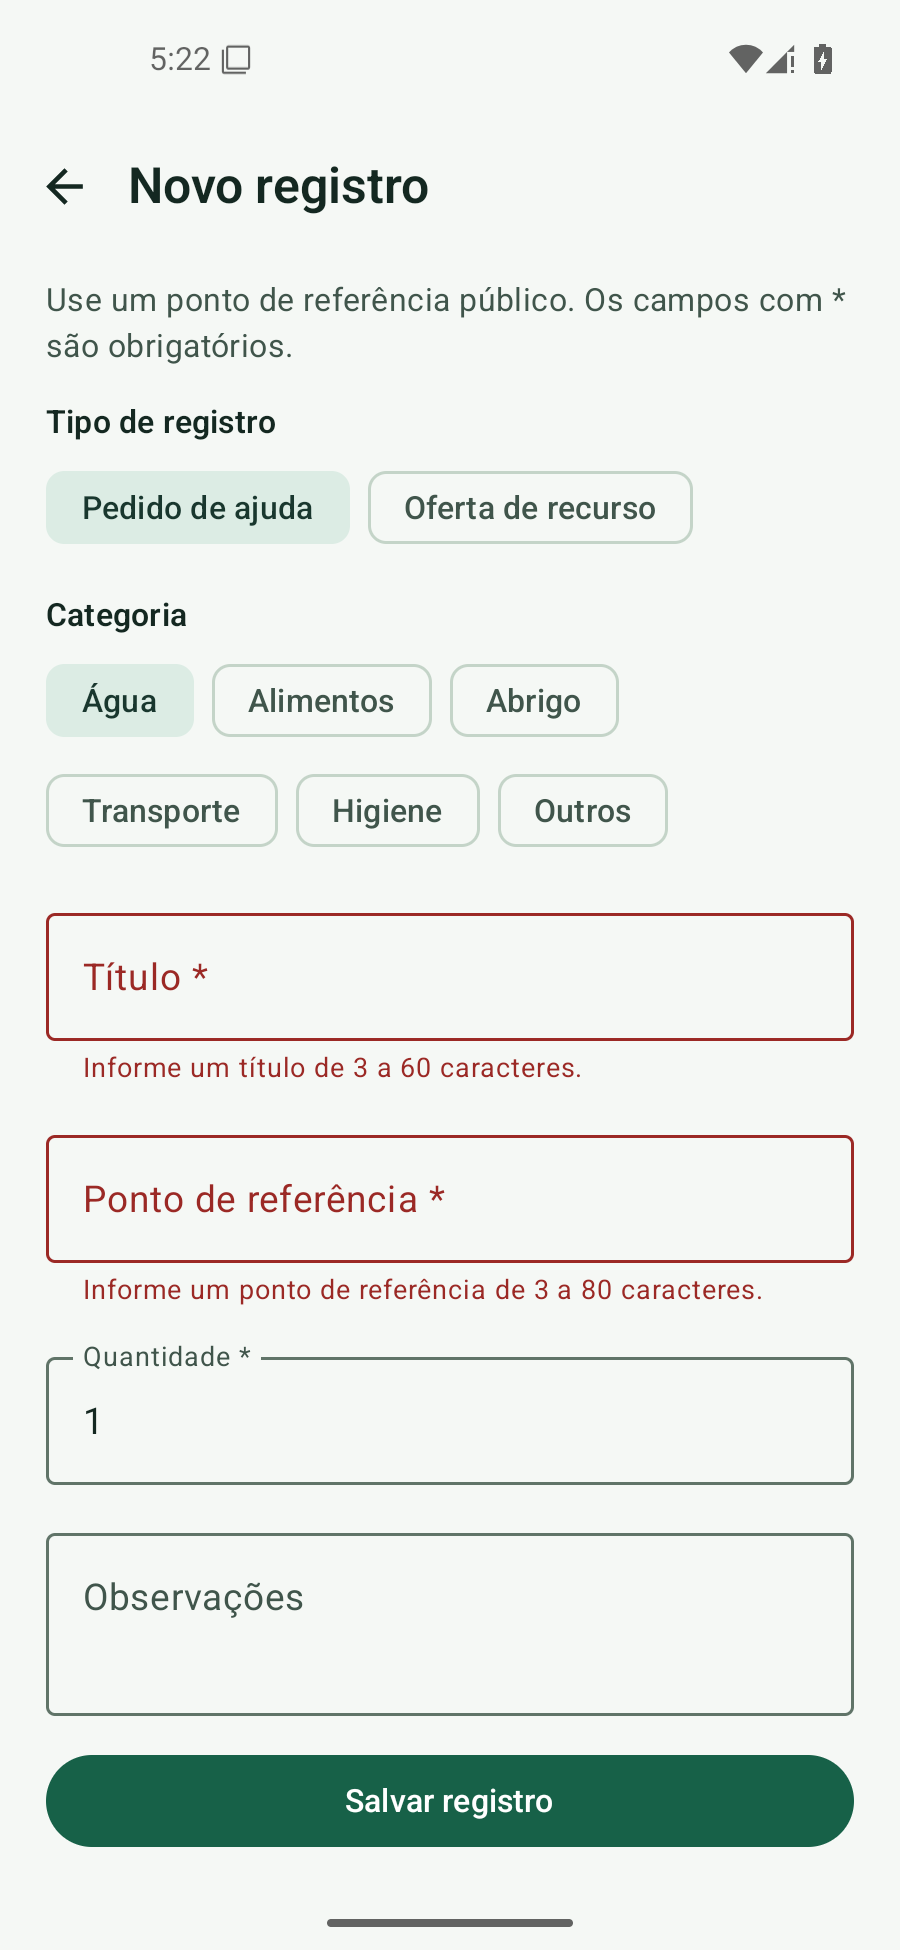 5:22
Novo registro
Use um ponto de referência público. Os campos com *
são obrigatórios.
Tipo de registro
Pedido de ajuda Oferta de recurso
Categoria
Água Alimentos Abrigo
Transporte Higiene Outros
Título *
Informe um título de 3 a 60 caracteres.
Ponto de referência *
Informe um ponto de referência de 3 a 80 caracteres.
Quantidade *
1
Observações
Salvar registro